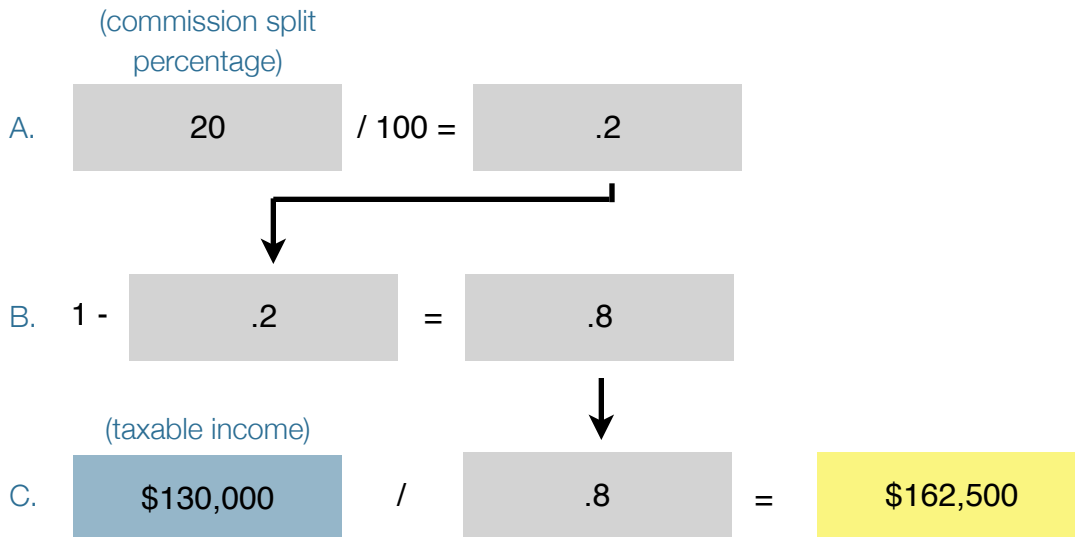 (commission split
percentage)
A. 20 / 100 = .2
B. 1 - .2 = .8
(taxable income)
C. $130,000 / .8 = $162,500